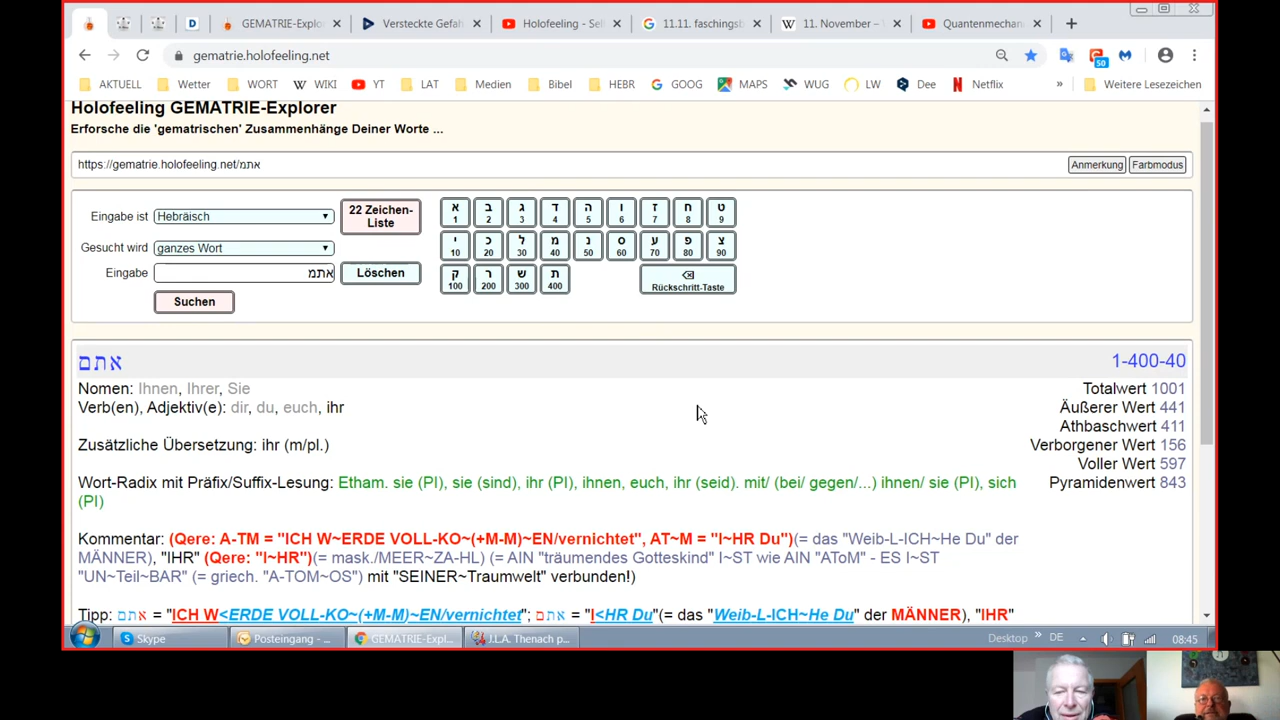 GEMATRIE-Explor
Versteckte Gefah
Holofeeling - Sel
11.11. faschingsb
11. November –
Quantenmechan
gematrie.holofeeling.net
50
AKTUELL
Wetter
WORT
WIKI
YT
LAT
Medien
Bibel
HEBR
GOOG
MAPS
WUG
LW
Dee
Netflix
»
Weitere Lesezeichen
Holofeeling GEMATRIE-Explorer
Erforsche die 'gematrischen' Zusammenhänge Deiner Worte ...
https://gematrie.holofeeling.net/אתמ
Anmerkung
Farbmodus
Eingabe ist
Hebräisch
22 Zeichen-
Liste
Gesucht wird
ganzes Wort
Eingabe
אתמ
Löschen
Suchen
א ב ג ד ה ו ז ח ט
1 2 3 4 5 6 7 8 9
י כ ל מ נ ס ע פ צ
10 20 30 40 50 60 70 80 90
ק ר ש ת
100 200 300 400
Rückschritt-Taste
אתם
1-400-40
Nomen: Ihnen, Ihrer, Sie
Totalwert 1001
Verb(en), Adjektiv(e): dir, du, euch, ihr
Äußerer Wert 441
Athbaschwert 411
Zusätzliche Übersetzung: ihr (m/pl.)
Verborgener Wert 156
Voller Wert 597
Wort-Radix mit Präfix/Suffix-Lesung: Etham. sie (Pl), sie (sind), ihr (Pl), ihnen, euch, ihr (seid). mit/ (bei/ gegen/...) ihnen/ sie (Pl), sich
(Pl)
Pyramidenwert 843
Kommentar: (Qere: A-TM = "ICH W~ERDE VOLL-KO~(+M-M)~EN/vernichtet", AT~M = "I~HR Du")(= das "Weib-L-ICH~He Du" der
MÄNNER), "IHR" (Qere: "I~HR")(= mask./MEER~ZA-HL) (= AIN "träumendes Gotteskind" I~ST wie AIN "AToM" - ES I~ST
"UN~Teil~BAR" (= griech. "A-TOM~OS") mit "SEINER~Traumwelt" verbunden!)
Tipp: אתם = "ICH W<ERDE VOLL-KO~(+M-M)~EN/vernichtet"; אתם = "I<HR Du"(= das "Weib-L-ICH~He Du" der MÄNNER), "IHR"
Skype
Posteingang - ...
GEMATRIE-Expl...
J.L.A. Thenach p...
Desktop
»
DE
08:45